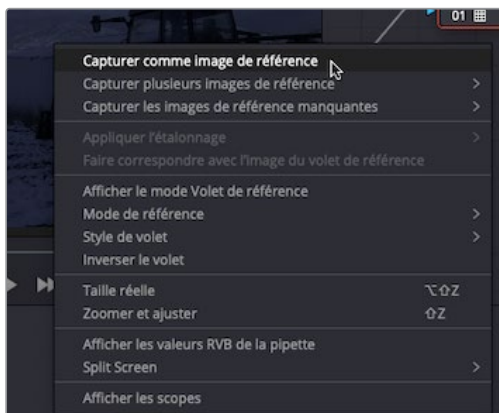 01
Capturer comme image de référence
Capturer plusieurs images de référence
Capturer les images de référence manquantes
Appliquer l'étalonnage
Faire correspondre avec l'image du volet de référence
Afficher le mode Volet de référence
Mode de référence
Style de volet
Inverser le volet
Taille réelle ⌥⇧Z
Zoomer et ajuster ⇧Z
Afficher les valeurs RVB de la pipette
Split Screen
Afficher les scopes